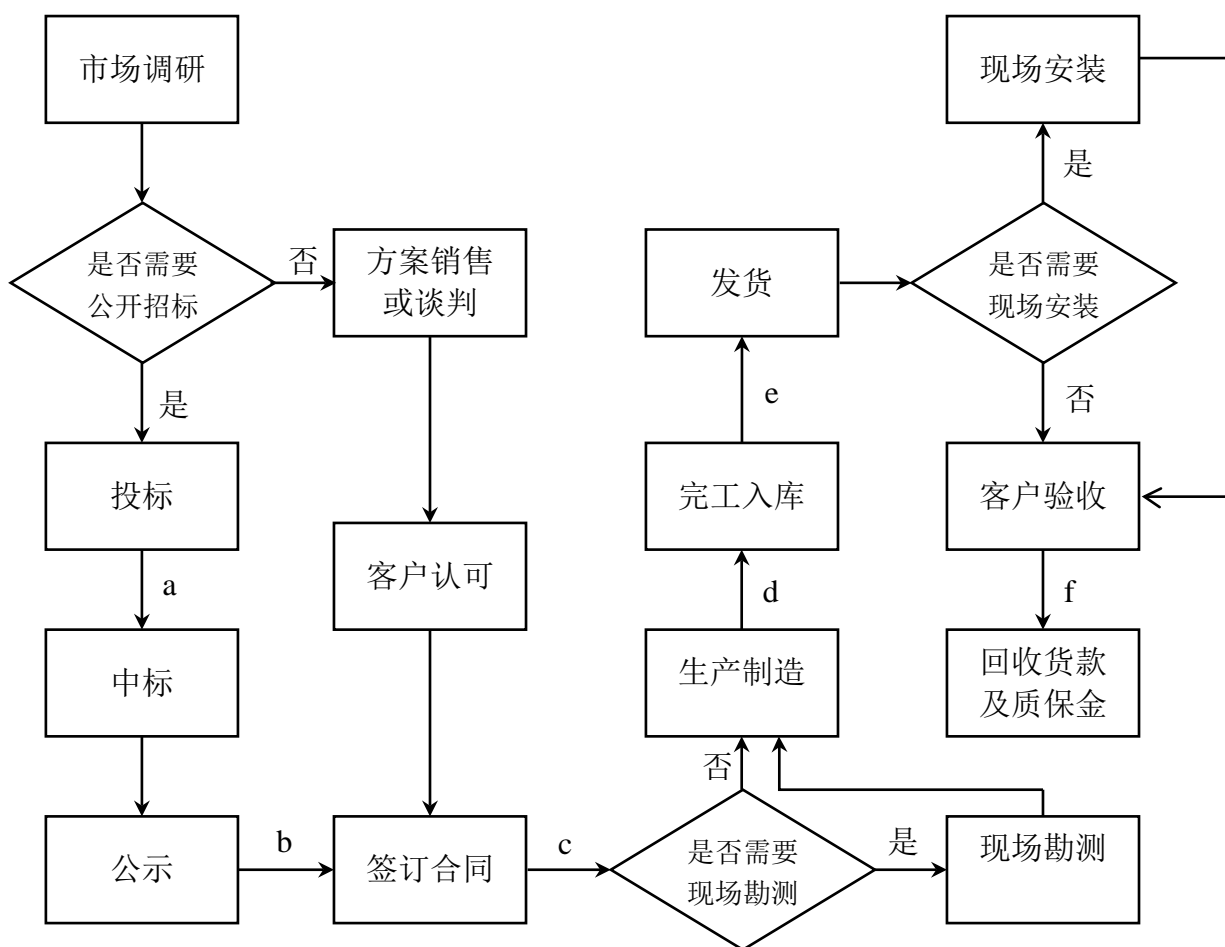 市场调研
现场安装
是
是否需要
公开招标
否
方案销售
或谈判
发货
是否需要
现场安装
是
e
否
投标
完工入库
客户验收
a
客户认可
d
f
中标
生产制造
回收货款
及质保金
否
公示
b
签订合同
c
是否需要
现场勘测
是
现场勘测